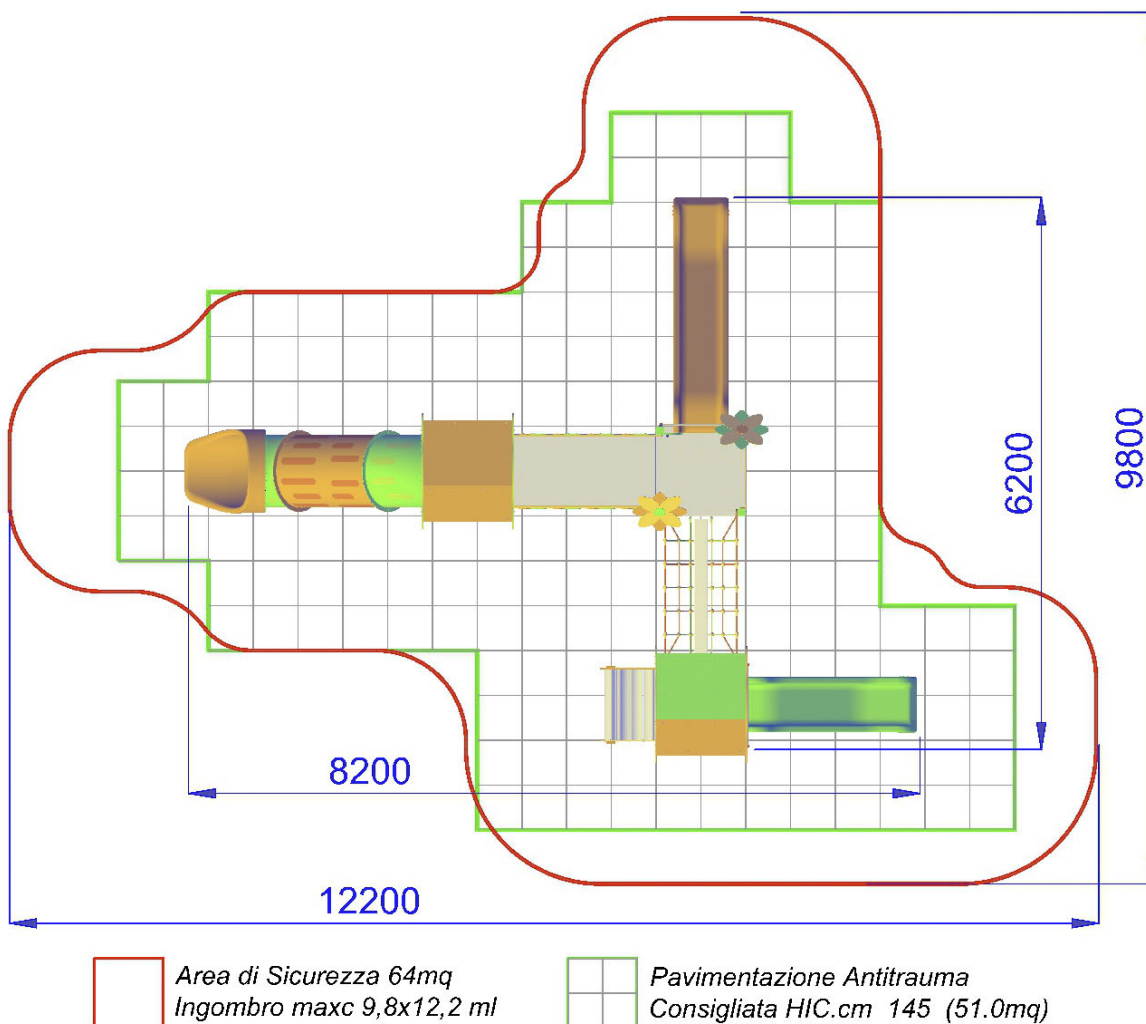 9800
6200
8200
12200
Area di Sicurezza 64mq
Ingombro maxc 9,8x12,2 ml
Pavimentazione Antitrauma
Consigliata HIC.cm 145 (51.0mq)